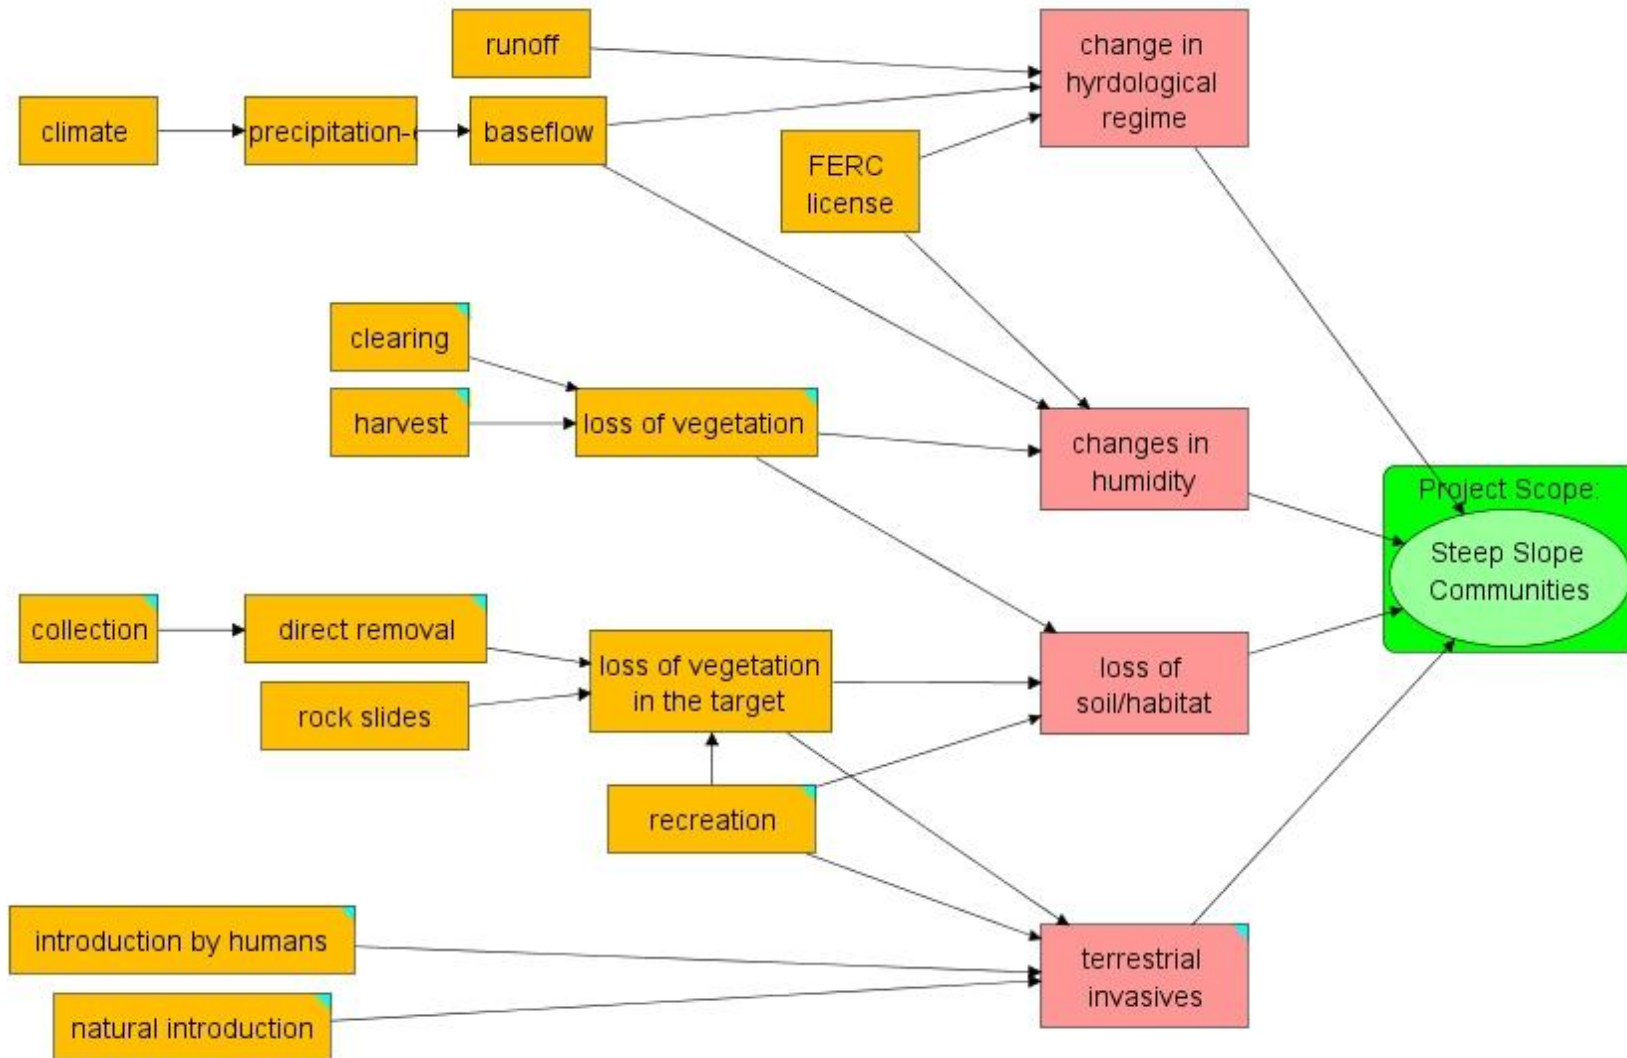 runoff
change in
hyrdological
regime
climate
precipitation-
baseflow
FERC
license
clearing
harvest
loss of vegetation
changes in
humidity
Project Scope:
Steep Slope
Communities
collection
direct removal
rock slides
loss of vegetation
in the target
loss of
soil/habitat
recreation
introduction by humans
natural introduction
terrestrial
invasives